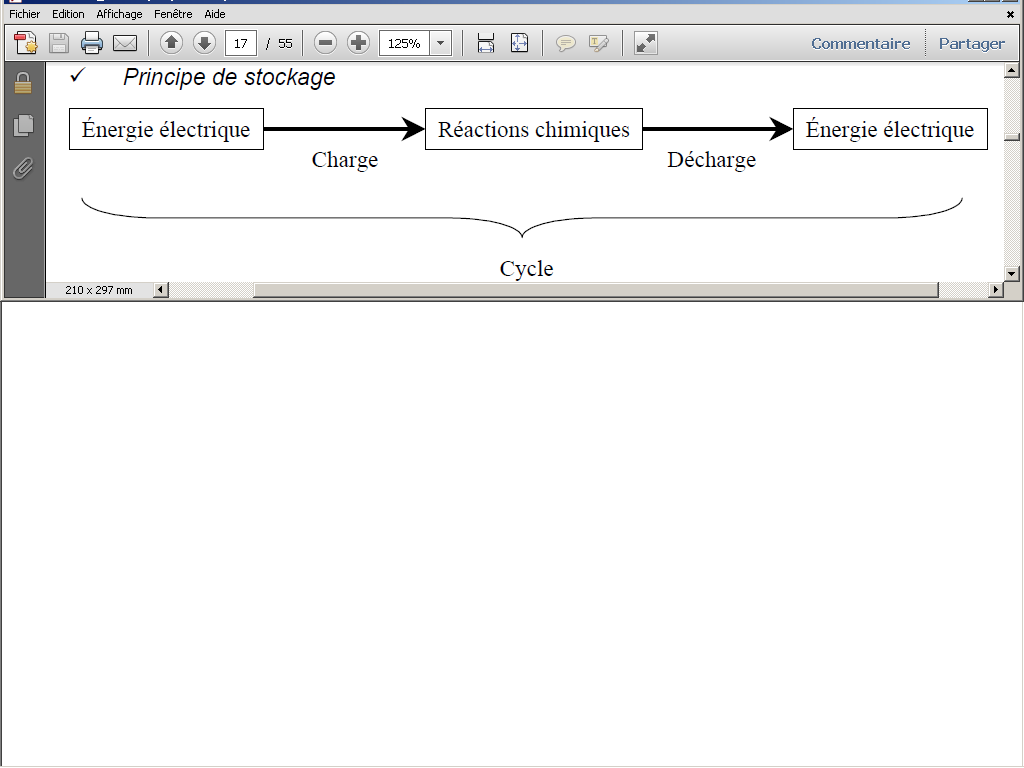 Fichier Edition Affichage Fenêtre Aide
17 / 55 125% Commentaire Partager
Principe de stockage
Énergie électrique Réactions chimiques Énergie électrique
Charge Décharge
Cycle
210 x 297 mm